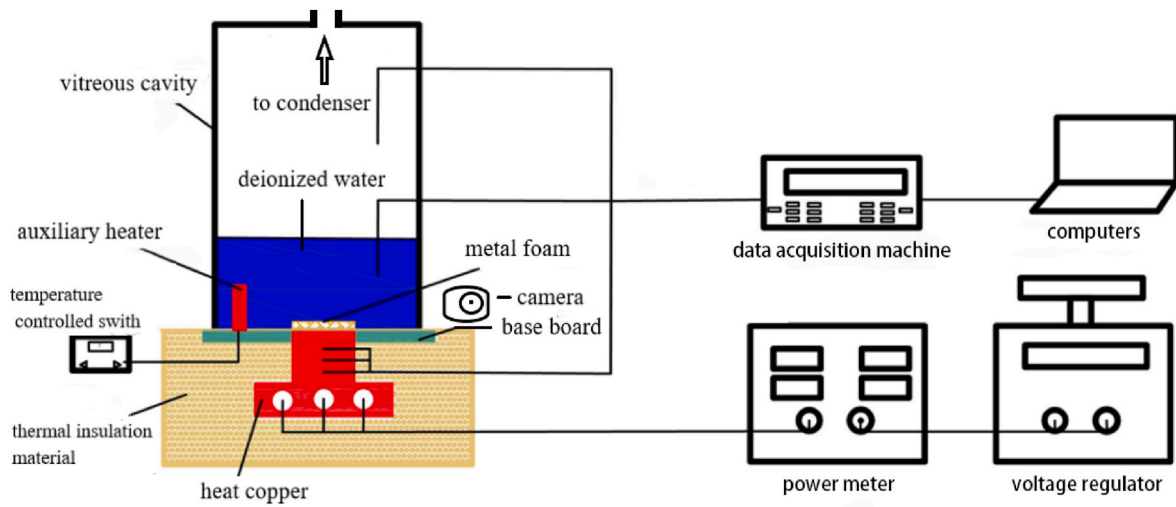 vitreous cavity
to condenser
deionized water
auxiliary heater
metal foam
data acquisition machine
computers
temperature
controlled swith
camera
base board
thermal insulation
material
heat copper
power meter
voltage regulator